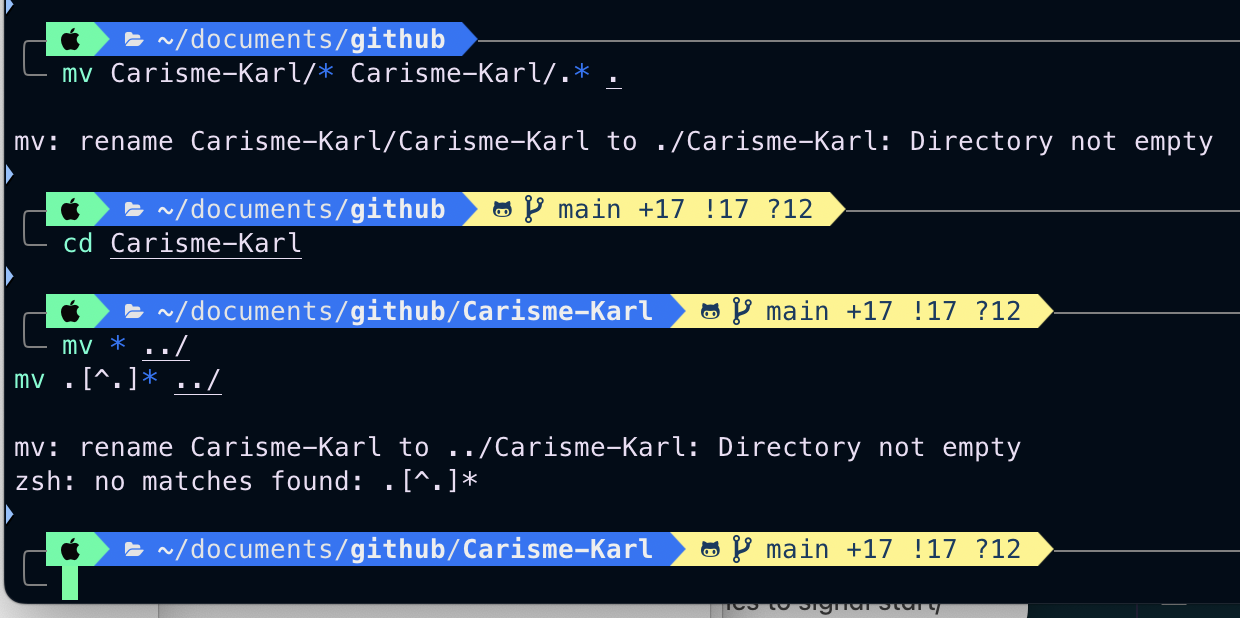 ~/documents/github
mv Carisme-Karl/* Carisme-Karl/.* .
mv: rename Carisme-Karl/Carisme-Karl to ./Carisme-Karl: Directory not empty
~/documents/github main +17 !17 ?12
cd Carisme-Karl
~/documents/github/Carisme-Karl main +17 !17 ?12
mv * ../
mv .[^.]* ../
mv: rename Carisme-Karl to ../Carisme-Karl: Directory not empty
zsh: no matches found: .[^.]*
~/documents/github/Carisme-Karl main +17 !17 ?12
to signal start/